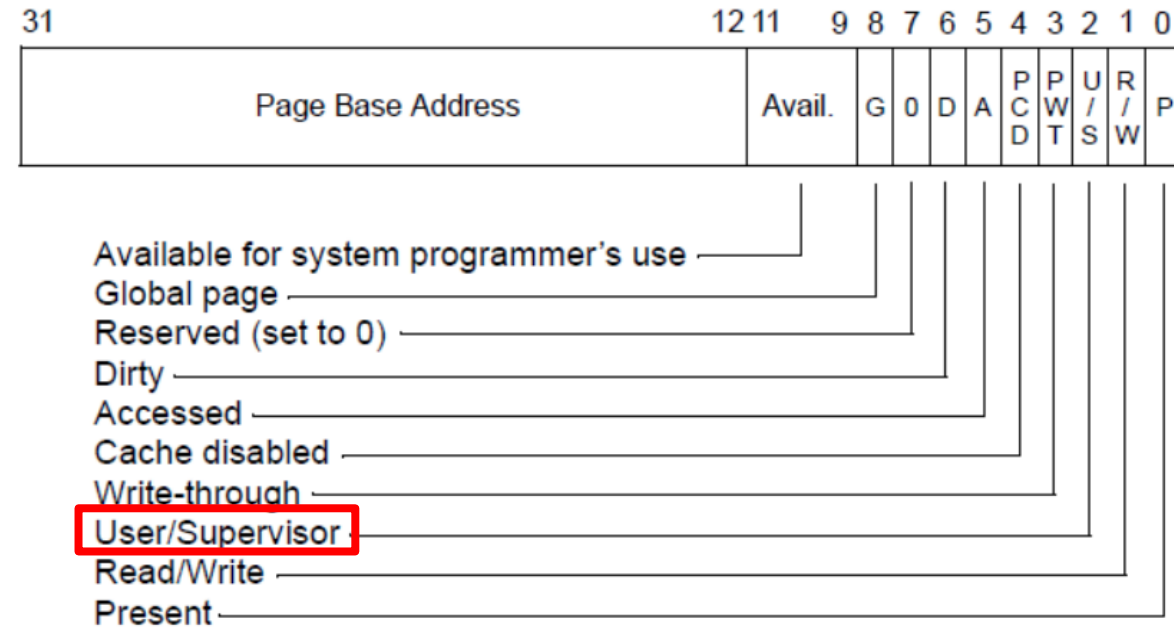 31 12 11 9 8 7 6 5 4 3 2 1 0
Page Base Address Avail. G 0 D A PCD PWT U/S R/W P
Available for system programmer's use
Global page
Reserved (set to 0)
Dirty
Accessed
Cache disabled
Write-through
User/Supervisor
Read/Write
Present